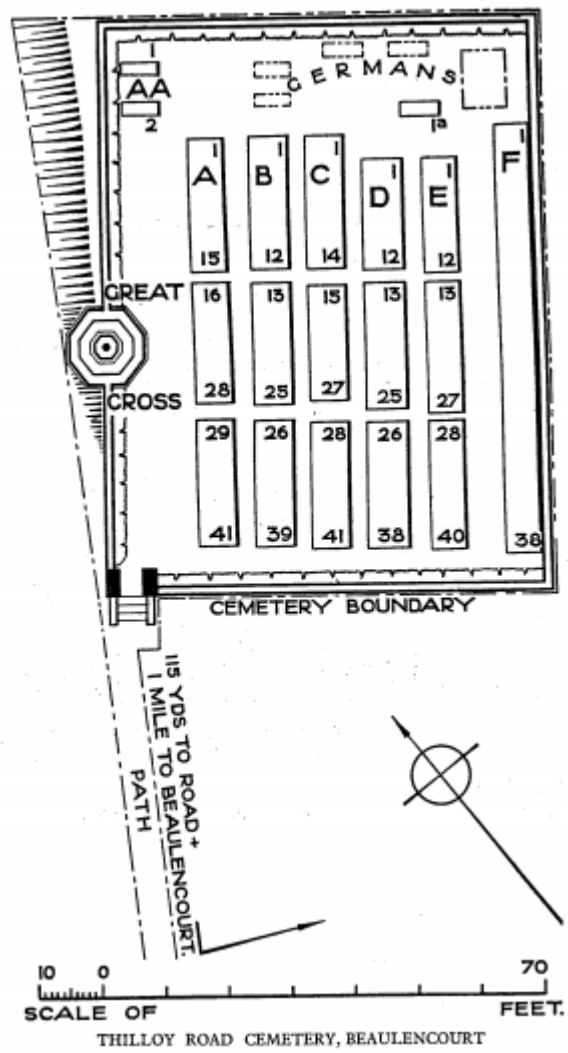 1
AA
2
GERMANS
1a
1 1 1 1 1 1
A B C D E F
15 12 14 12 12
GREAT
16 13 15 13 13
28 25 27 25 27
CROSS
29 26 28 26 28
41 39 41 38 40 38
CEMETERY BOUNDARY
115 YDS TO ROAD +
1 MILE TO BEAULENCOURT.
PATH
10 0 70
SCALE OF FEET.
THILLOY ROAD CEMETERY, BEAULENCOURT